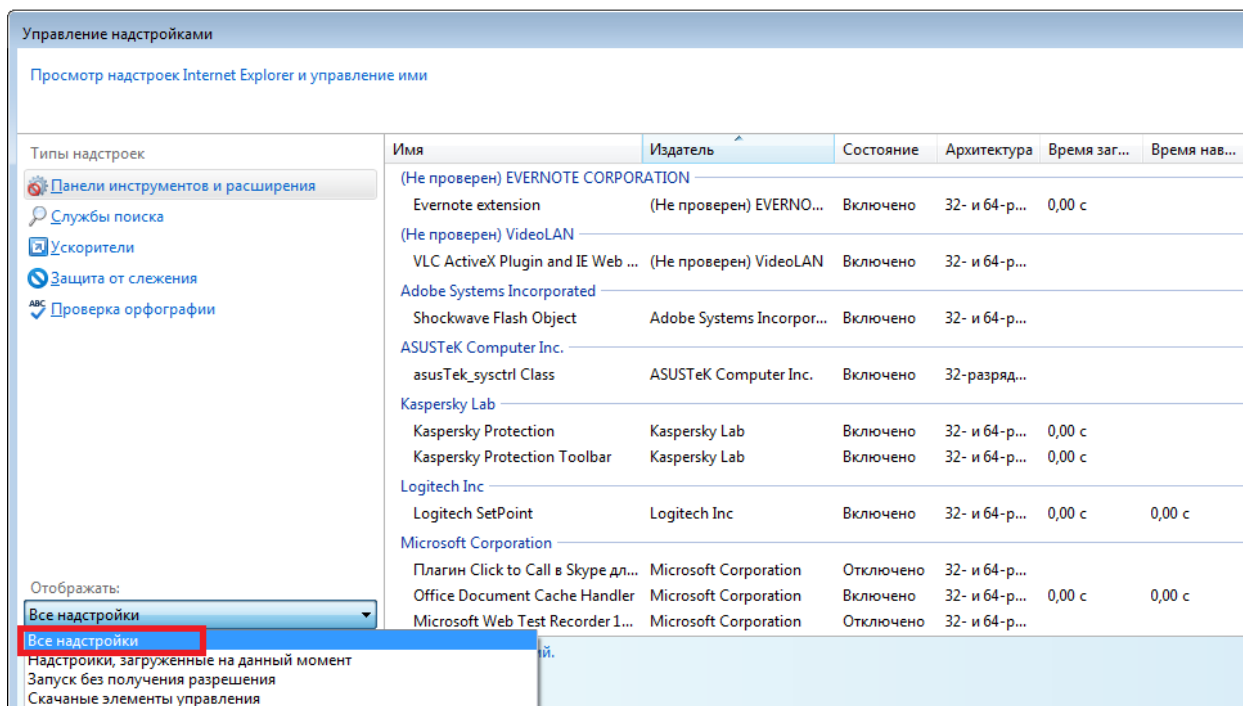 Управление надстройками
Просмотр надстроек Internet Explorer и управление ими
Типы надстроек
Панели инструментов и расширения
Службы поиска
Ускорители
Защита от слежения
ABC Проверка орфографии
Отображать:
Все надстройки
Все надстройки
Надстройки, загруженные на данный момент
Запуск без получения разрешения
Скачаные элементы управления
Имя Издатель Состояние Архитектура Время заг... Время нав...
(Не проверен) EVERNOTE CORPORATION
Evernote extension (Не проверен) EVERNO... Включено 32- и 64-р... 0,00 с
(Не проверен) VideoLAN
VLC ActiveX Plugin and IE Web ... (Не проверен) VideoLAN Включено 32- и 64-р...
Adobe Systems Incorporated
Shockwave Flash Object Adobe Systems Incorpor... Включено 32- и 64-р...
ASUSTeK Computer Inc.
asusTek_sysctrl Class ASUSTeK Computer Inc. Включено 32-разряд...
Kaspersky Lab
Kaspersky Protection Kaspersky Lab Включено 32- и 64-р... 0,00 с
Kaspersky Protection Toolbar Kaspersky Lab Включено 32- и 64-р... 0,00 с
Logitech Inc
Logitech SetPoint Logitech Inc Включено 32- и 64-р... 0,00 с 0,00 с
Microsoft Corporation
Плагин Click to Call в Skype дл... Microsoft Corporation Отключено 32- и 64-р...
Office Document Cache Handler Microsoft Corporation Включено 32- и 64-р... 0,00 с 0,00 с
Microsoft Web Test Recorder 1... Microsoft Corporation Отключено 32- и 64-р...